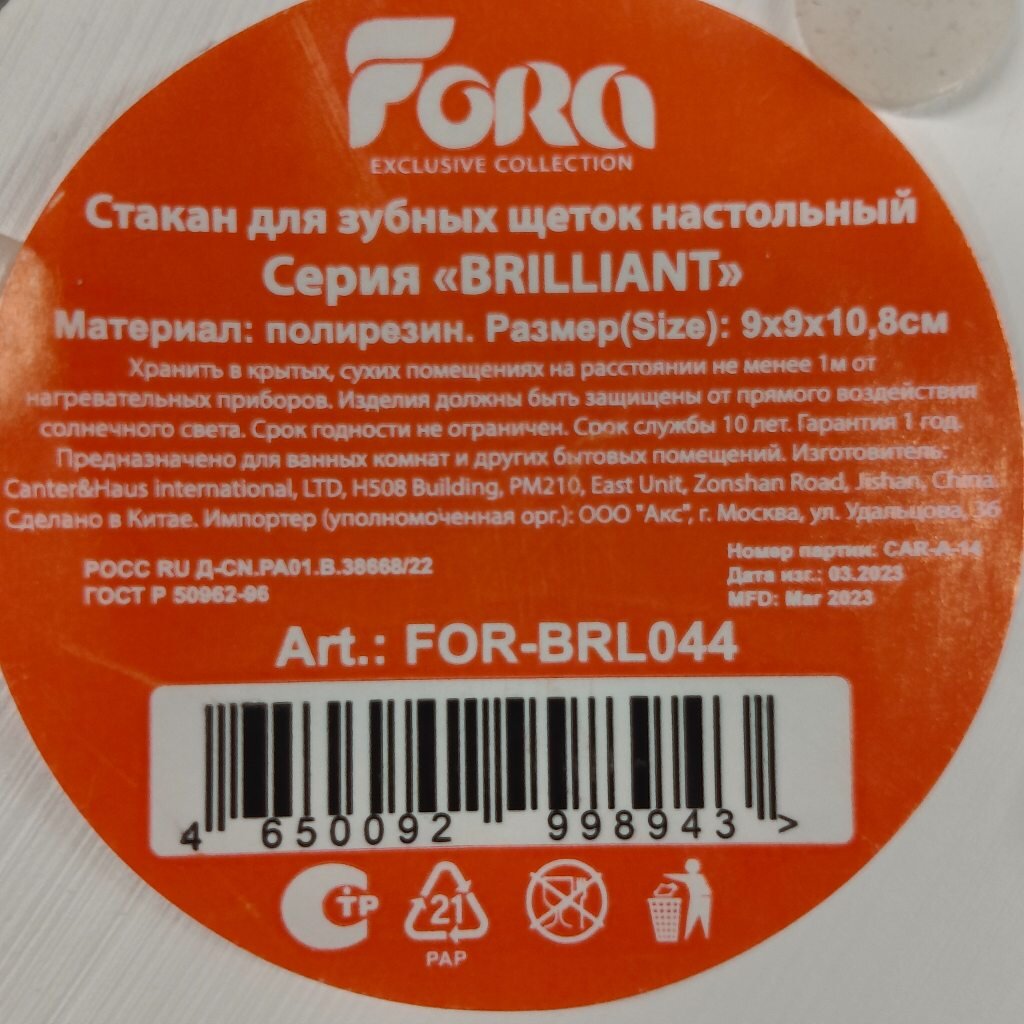 FORA
EXCLUSIVE COLLECTION
Стакан для зубных щеток настольный
Серия «BRILLIANT»
Материал: полирезин. Размер(Size): 9x9x10,8см
Хранить в крытых, сухих помещениях на расстоянии не менее 1м от
нагревательных приборов. Изделия должны быть защищены от прямого воздействия
солнечного света. Срок годности не ограничен. Срок службы 10 лет. Гарантия 1 год.
Предназначено для ванных комнат и других бытовых помещений. Изготовитель:
Canter&Haus international, LTD, H508 Building, PM210, East Unit, Zonshan Road, Jishan, China.
Сделано в Китае. Импортер (уполномоченная орг.): ООО "Акс", г. Москва, ул. Удальцова, 36
РОСС RU Д-CN.РА01.В.38668/22
ГОСТ Р 50962-96
Номер партии: CAR-A-14
Дата изг.: 03.2023
MFD: Mar 2023
Art.: FOR-BRL044
4 650092 998943 >
СТР
21
PAP